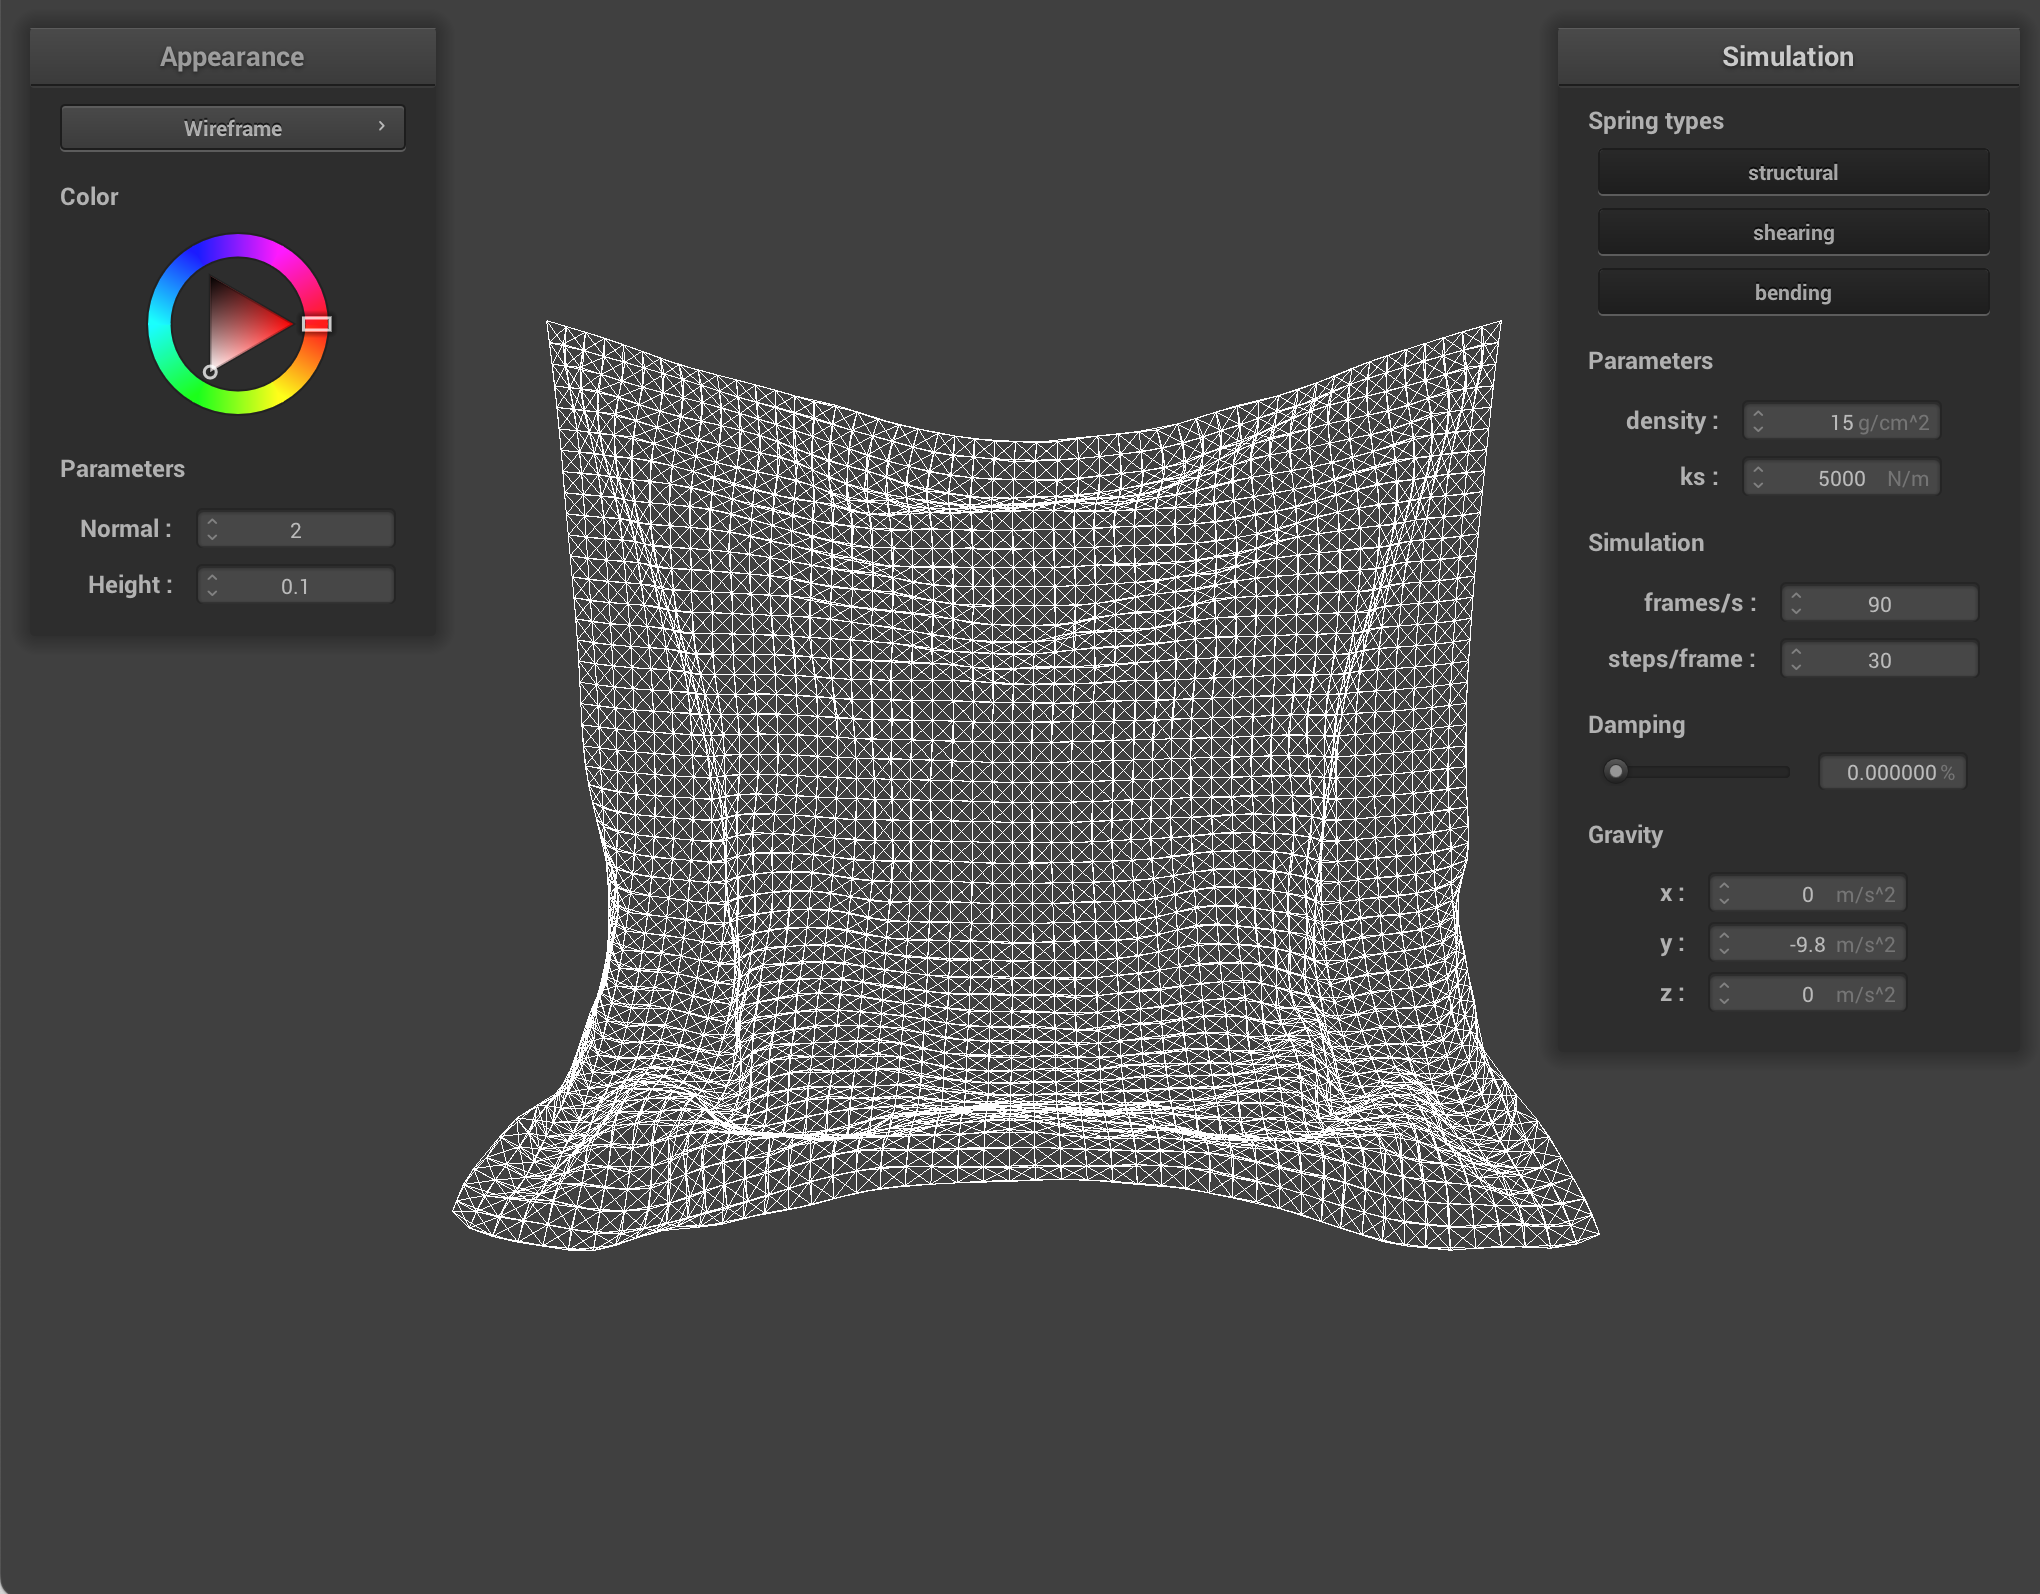 Appearance
Wireframe
Color
Parameters
Normal : 2
Height : 0.1
Simulation
Spring types
structural
shearing
bending
Parameters
density : 15 g/cm^2
ks : 5000 N/m
Simulation
frames/s : 90
steps/frame : 30
Damping
0.000000 %
Gravity
x : 0 m/s^2
y : -9.8 m/s^2
z : 0 m/s^2